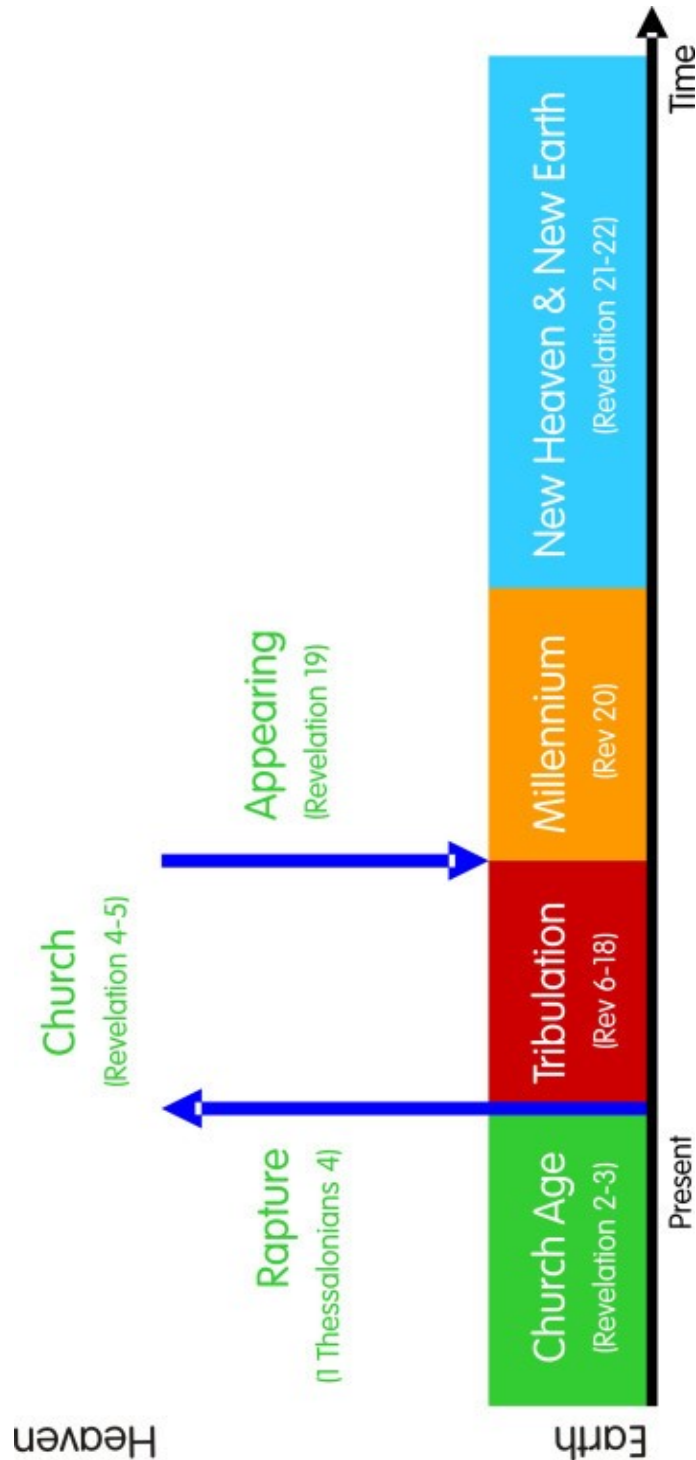 Heaven
Church
(Revelation 4-5)
Rapture
(1 Thessalonians 4)
Appearing
(Revelation 19)
Earth
Church Age
(Revelation 2-3)
Tribulation
(Rev 6-18)
Millennium
(Rev 20)
New Heaven & New Earth
(Revelation 21-22)
Present
Time